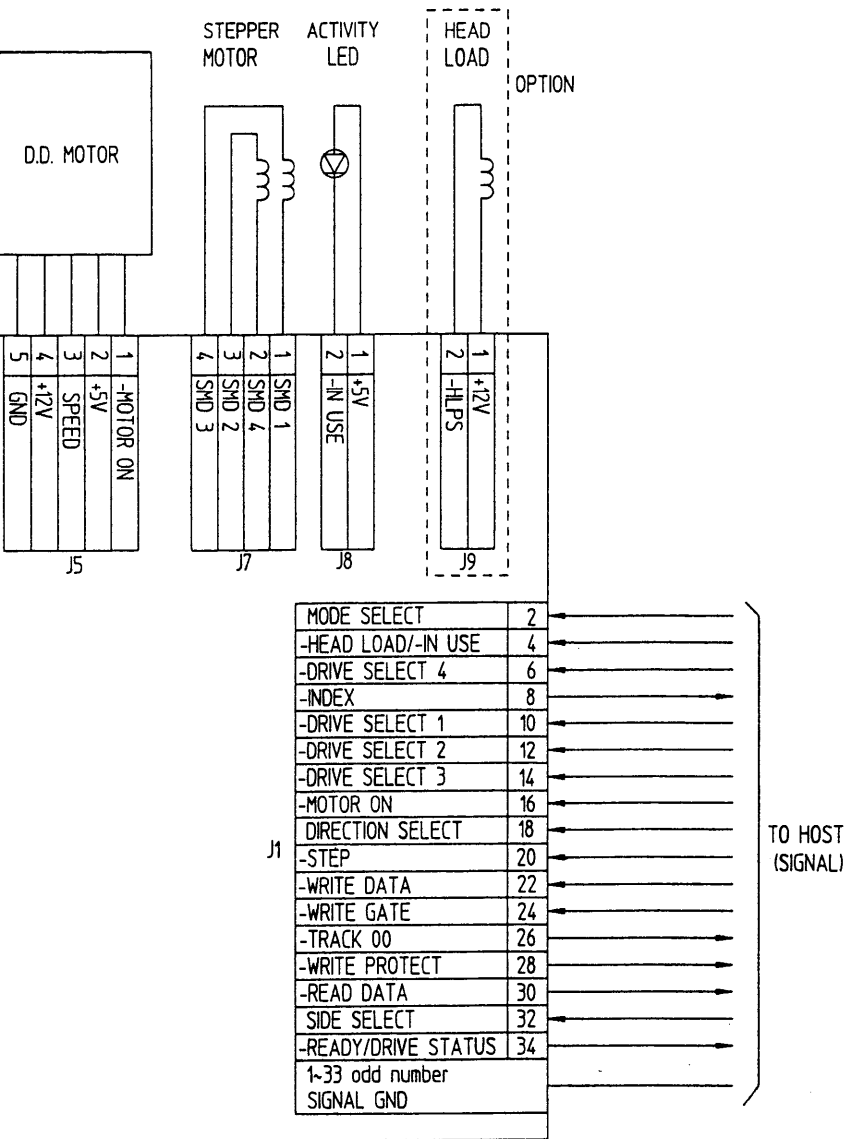 STEPPER MOTOR
ACTIVITY LED
HEAD LOAD
OPTION
D.D. MOTOR
5 4 3 2 1
GND
+12V
SPEED
+5V
-MOTOR ON
J5
4 3 2 1
SMD 3
SMD 2
SMD 4
SMD 1
J7
2 1
-IN USE
+5V
J8
2 1
-HLPS
+12V
J9
MODE SELECT 2
-HEAD LOAD/-IN USE 4
-DRIVE SELECT 4 6
-INDEX 8
-DRIVE SELECT 1 10
-DRIVE SELECT 2 12
-DRIVE SELECT 3 14
-MOTOR ON 16
DIRECTION SELECT 18
J1
-STEP 20
-WRITE DATA 22
-WRITE GATE 24
-TRACK 00 26
-WRITE PROTECT 28
-READ DATA 30
SIDE SELECT 32
-READY/DRIVE STATUS 34
1~33 odd number
SIGNAL GND
TO HOST
(SIGNAL)